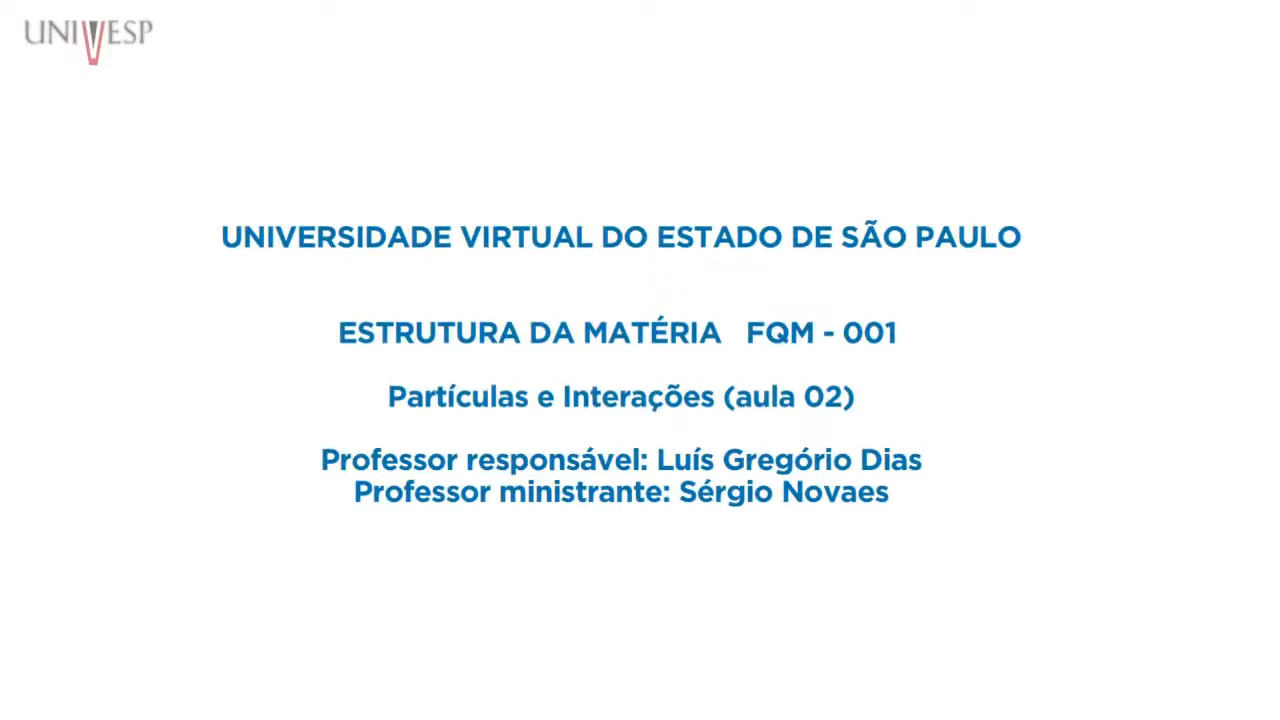 UNIVESP
UNIVERSIDADE VIRTUAL DO ESTADO DE SÃO PAULO
ESTRUTURA DA MATÉRIA FQM - 001
Partículas e Interações (aula 02)
Professor responsável: Luís Gregório Dias
Professor ministrante: Sérgio Novaes